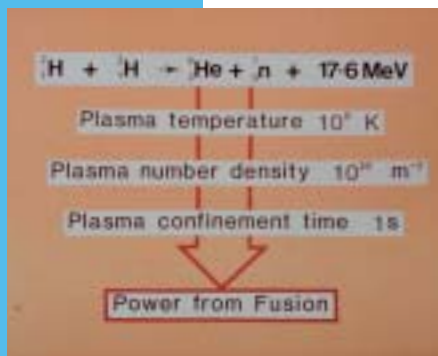 H + H → He + n + 17·6 MeV
Plasma temperature 10 K
Plasma number density 10 m
Plasma confinement time 1s
Power from Fusion